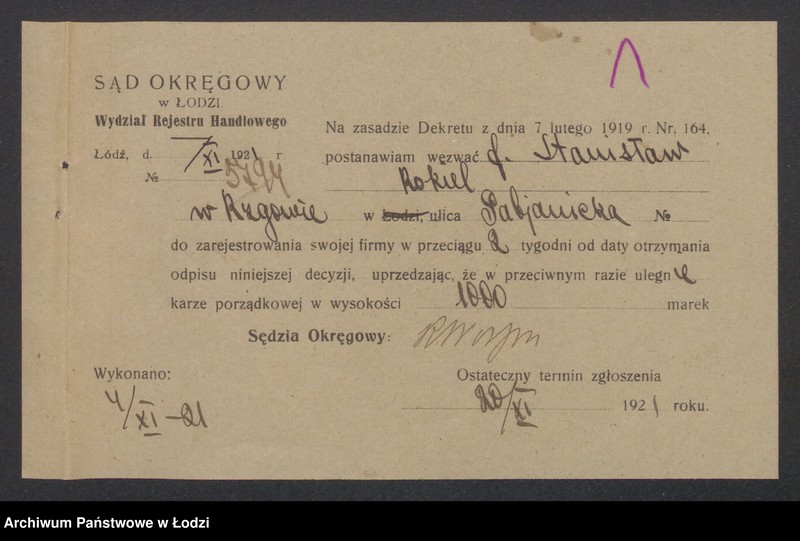 SĄD OKRĘGOWY
w ŁODZI.
Wydział Rejestru Handlowego
Łódź, d. 7/XI 1921 r
№ 5794
Na zasadzie Dekretu z dnia 7 lutego 1919 r. Nr. 164,
postanawiam wezwać f. Stanisław
Rokiel
w Rzgowie w Łodzi, ulica Pabjanicka №
do zarejestrowania swojej firmy w przeciągu 2 tygodni od daty otrzymania
odpisu niniejszej decyzji, uprzedzając, że w przeciwnym razie ulegnie
karze porządkowej w wysokości 1000 marek
Sędzia Okręgowy:
Wykonano:
4/XI-21
Ostateczny termin zgłoszenia
20/XI 1921 roku.
Archiwum Państwowe w Łodzi